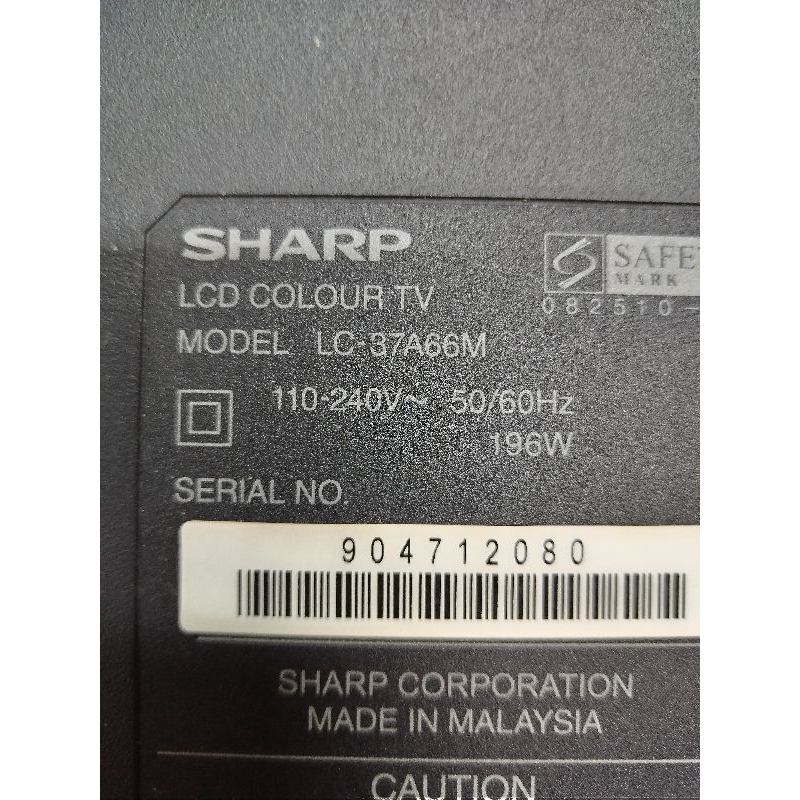 SHARP
LCD COLOUR TV
MODEL LC-37A66M
110-240V~ 50/60Hz
196W
SAFE
MARK
082510-
SERIAL NO.
904712080
SHARP CORPORATION
MADE IN MALAYSIA
CAUTION